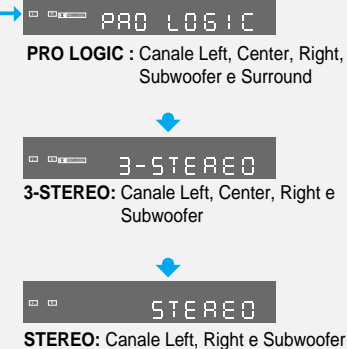 PRO LOGIC
PRO LOGIC : Canale Left, Center, Right,
Subwoofer e Surround
3-STEREO
3-STEREO: Canale Left, Center, Right e
Subwoofer
STEREO
STEREO: Canale Left, Right e Subwoofer